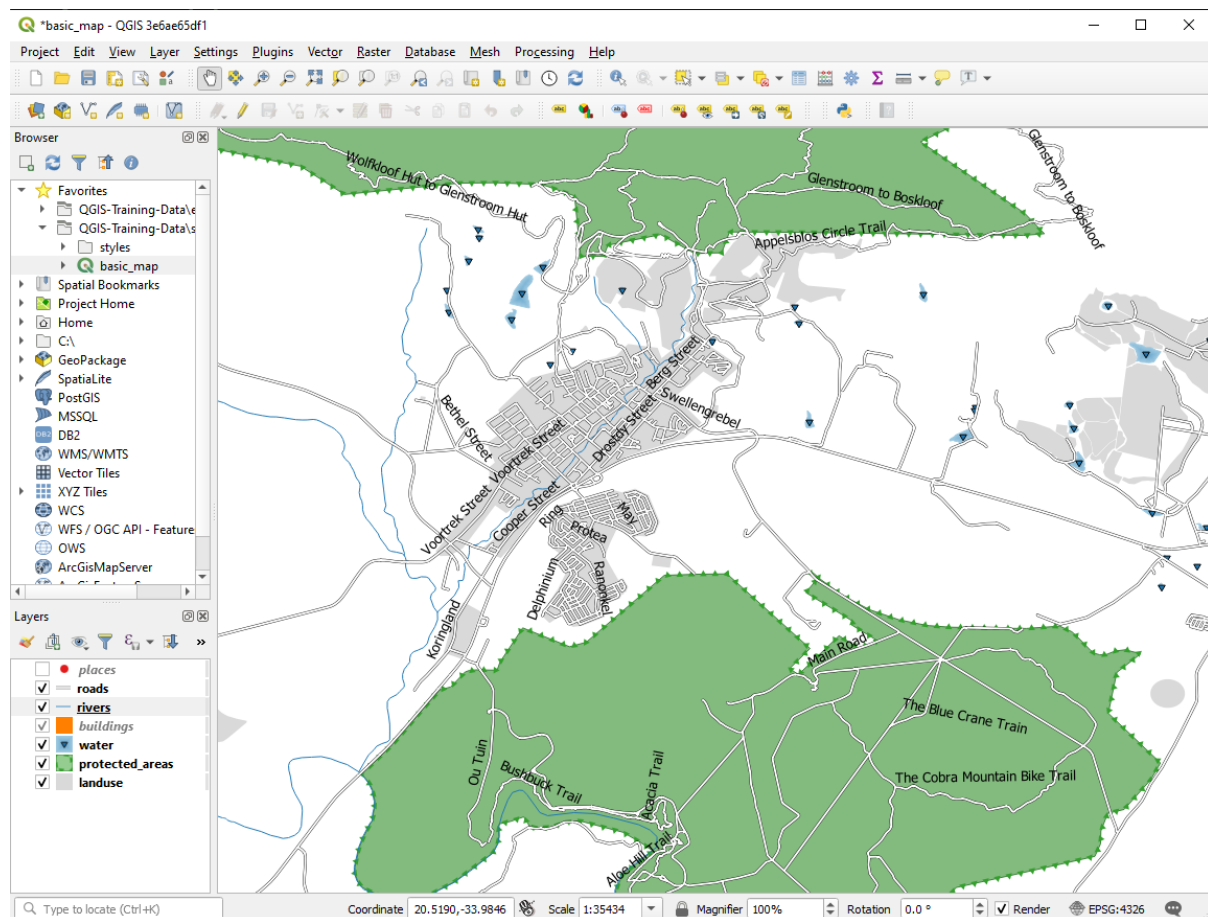 *basic_map - QGIS 3e6ae65df1
Project Edit View Layer Settings Plugins Vector Raster Database Mesh Processing Help
Browser
Favorites
QGIS-Training-Data\e
QGIS-Training-Data\s
styles
basic_map
Spatial Bookmarks
Project Home
Home
C:\
GeoPackage
SpatiaLite
PostGIS
MSSQL
DB2
WMS/WMTS
Vector Tiles
XYZ Tiles
WCS
WFS / OGC API - Feature
OWS
ArcGisMapServer
Layers
places
roads
rivers
buildings
water
protected_areas
landuse
Wolfkloof Hut to Glenstroom Hut
Glenstroom to Boskloof
Glenstroom to Boskloof
Appelsblos Circle Trail
Berg Street
Swellengrebel
Bethel Street
Drostdy Street
Voortrek Street
Voortrek Street
Cooper Street
Ring
May
Protea
Delphinium
Ranonkel
Koringland
Main Road
The Blue Crane Train
The Cobra Mountain Bike Trail
Ou Tuin
Bushbuck Trail
Acacia Trail
Aloe Hill Trail
Type to locate (Ctrl+K)
Coordinate 20.5190,-33.9846 Scale 1:35434 Magnifier 100% Rotation 0.0 ° Render EPSG:4326